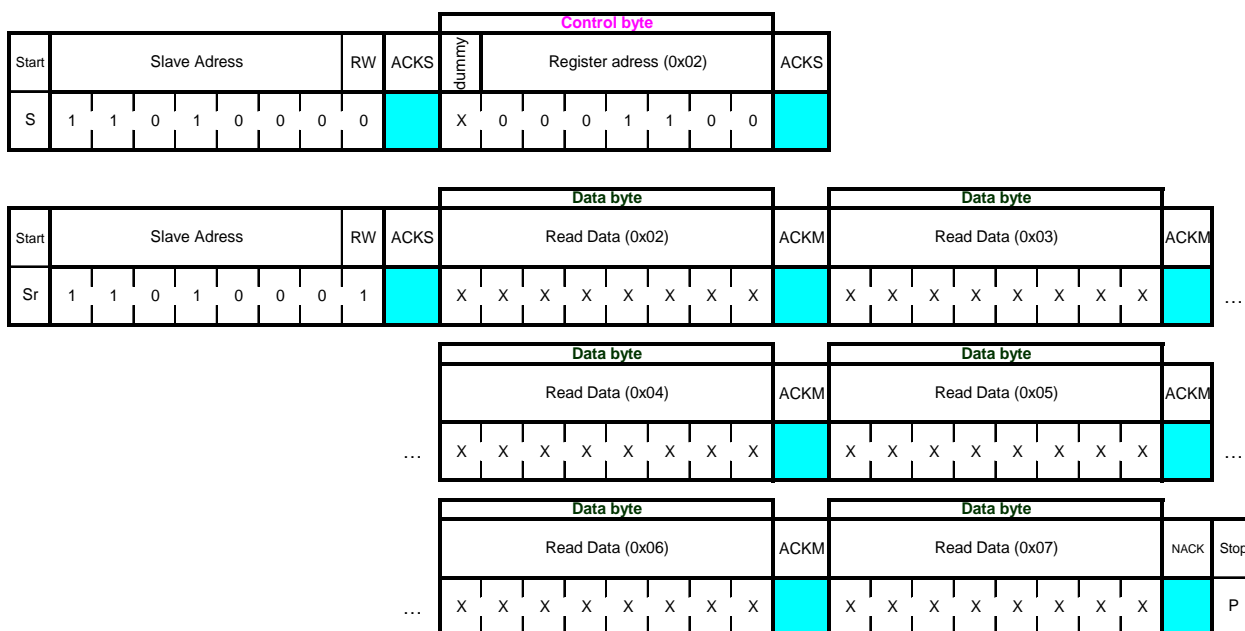 Control byte
Start Slave Adress RW ACKS dummy Register adress (0x02) ACKS
S 1 1 0 1 0 0 0 0 X 0 0 0 1 1 0 0
Data byte Data byte
Start Slave Adress RW ACKS Read Data (0x02) ACKM Read Data (0x03) ACKM
Sr 1 1 0 1 0 0 0 1 X X X X X X X X X X X X X X X X …
Data byte Data byte
Read Data (0x04) ACKM Read Data (0x05) ACKM
… X X X X X X X X X X X X X X X X …
Data byte Data byte
Read Data (0x06) ACKM Read Data (0x07) NACK Stop
… X X X X X X X X X X X X X X X X P